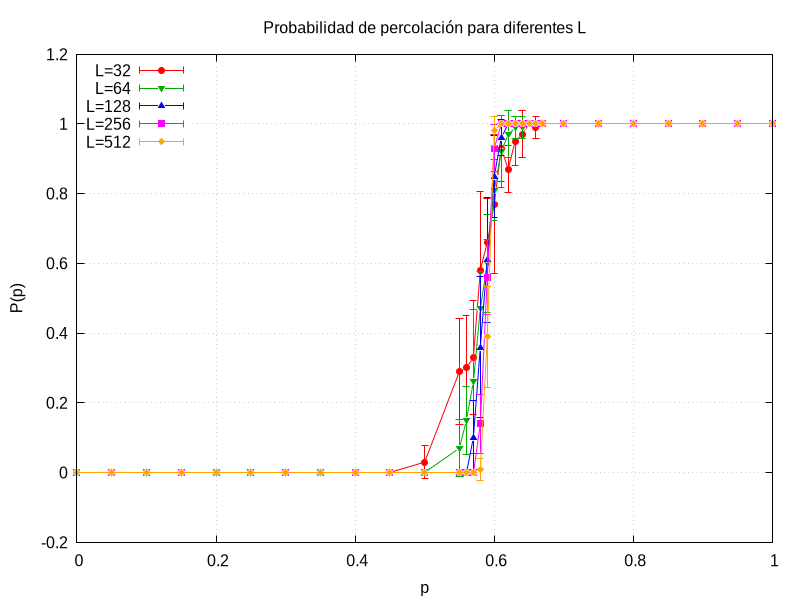 Probabilidad de percolación para diferentes L
1.2
1
0.8
0.6
0.4
0.2
0
-0.2
P(p)
L=32
L=64
L=128
L=256
L=512
0 0.2 0.4 0.6 0.8 1
p